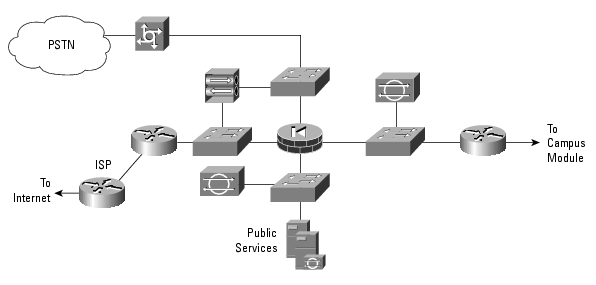 PSTN
ISP
To
Internet
Public
Services
To
Campus
Module